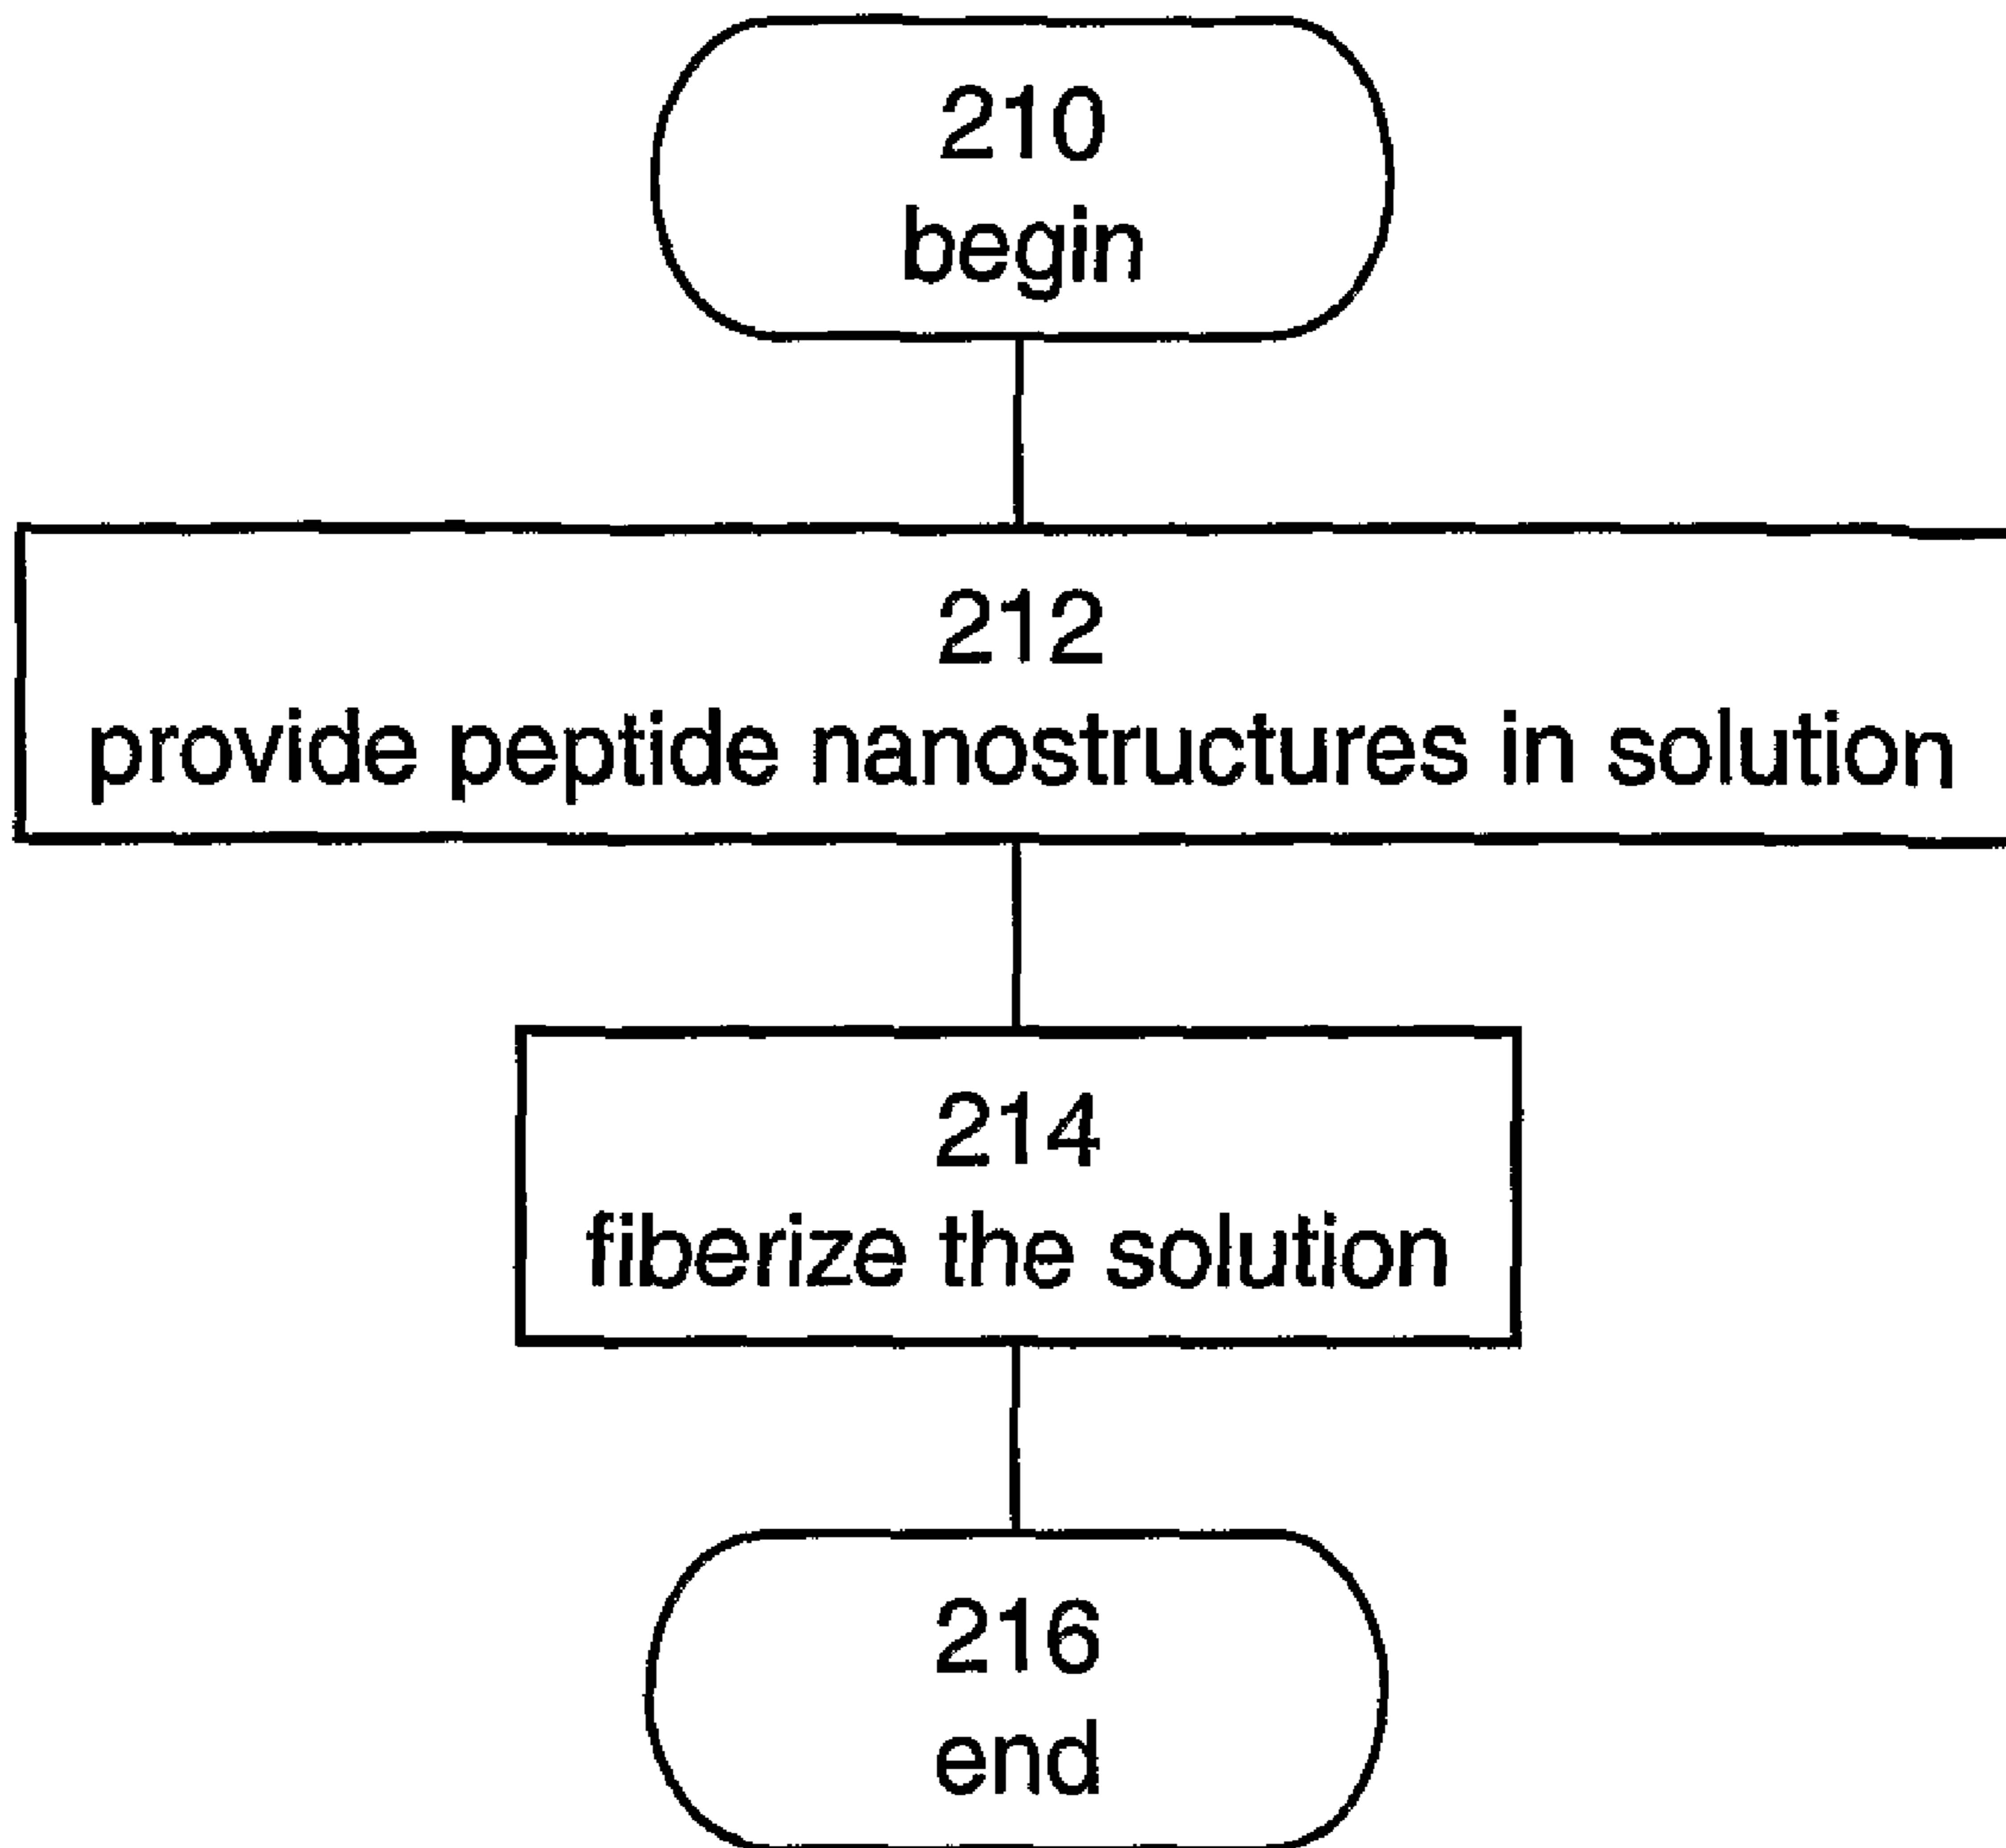 210
begin
212
provide peptide nanostructures in solution
214
fiberize the solution
216
end